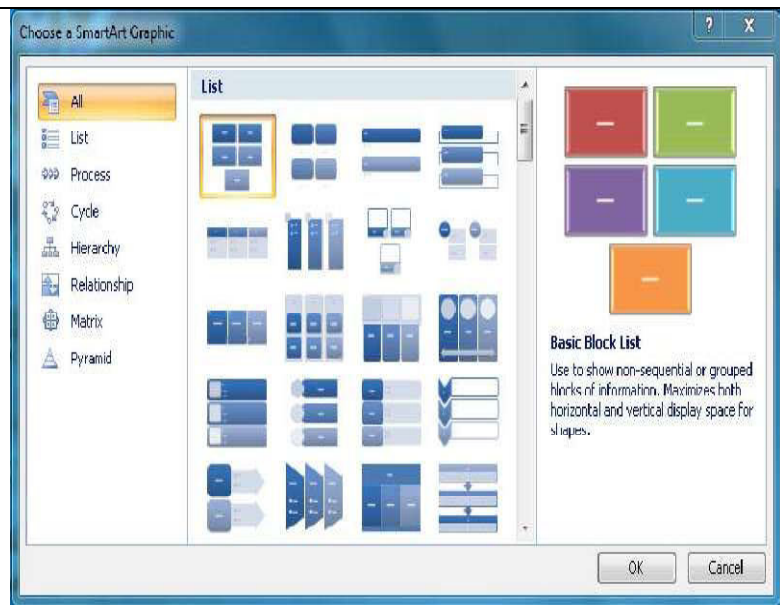 Choose a SmartArt Graphic
? X
All
List
Process
Cycle
Hierarchy
Relationship
Matrix
Pyramid
List
Basic Block List
Use to show non-sequential or grouped
blocks of information. Maximizes both
horizontal and vertical display space for
shapes.
OK
Cancel